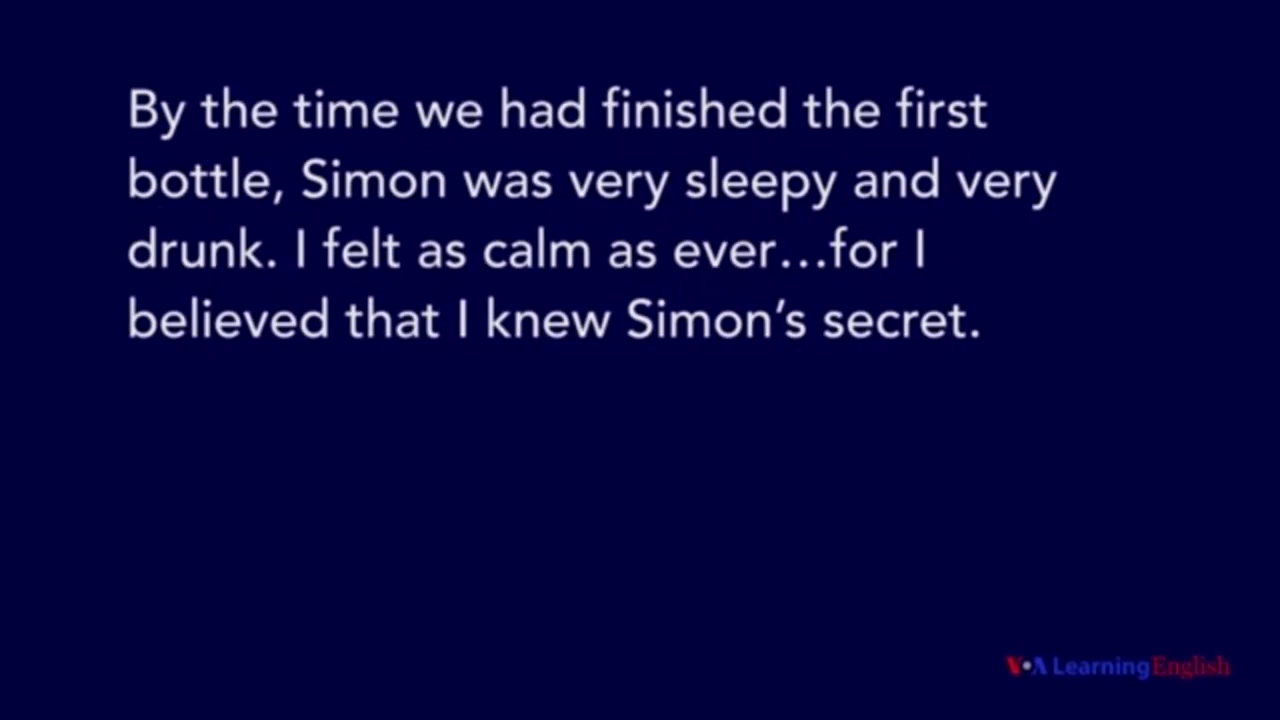 By the time we had finished the first
bottle, Simon was very sleepy and very
drunk. I felt as calm as ever…for I
believed that I knew Simon’s secret.
VOA Learning English